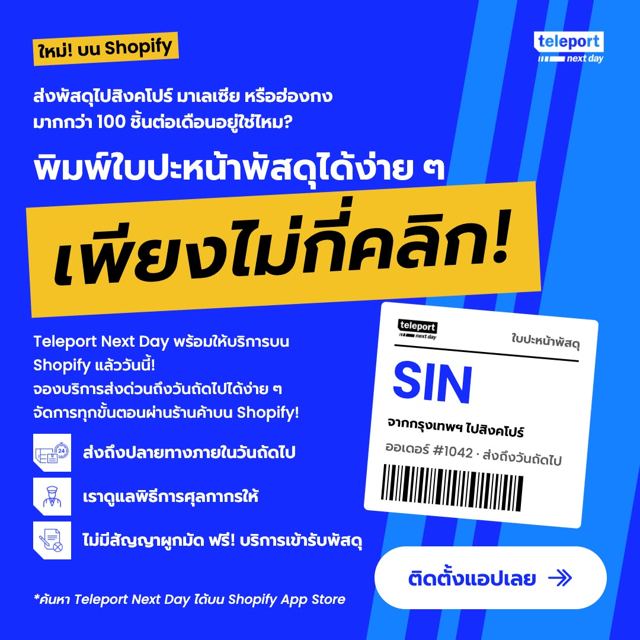 ใหม่! บน Shopify
teleport
next day
ส่งพัสดุไปสิงคโปร์ มาเลเซีย หรือฮ่องกง
มากกว่า 100 ชิ้นต่อเดือนอยู่ใช่ไหม?
พิมพ์ใบปะหน้าพัสดุได้ง่าย ๆ
เพียงไม่กี่คลิก!
Teleport Next Day พร้อมให้บริการบน
Shopify แล้ววันนี้!
จองบริการส่งด่วนถึงวันถัดไปได้ง่าย ๆ
จัดการทุกขั้นตอนผ่านร้านค้าบน Shopify!
24
ส่งถึงปลายทางภายในวันถัดไป
เราดูแลพิธีการศุลกากรให้
ไม่มีสัญญาผูกมัด ฟรี! บริการเข้ารับพัสดุ
teleport
next day
ใบปะหน้าพัสดุ
SIN
จากกรุงเทพฯ ไปสิงคโปร์
ออเดอร์ #1042 · ส่งถึงวันถัดไป
ติดตั้งแอปเลย
*ค้นหา Teleport Next Day ได้บน Shopify App Store